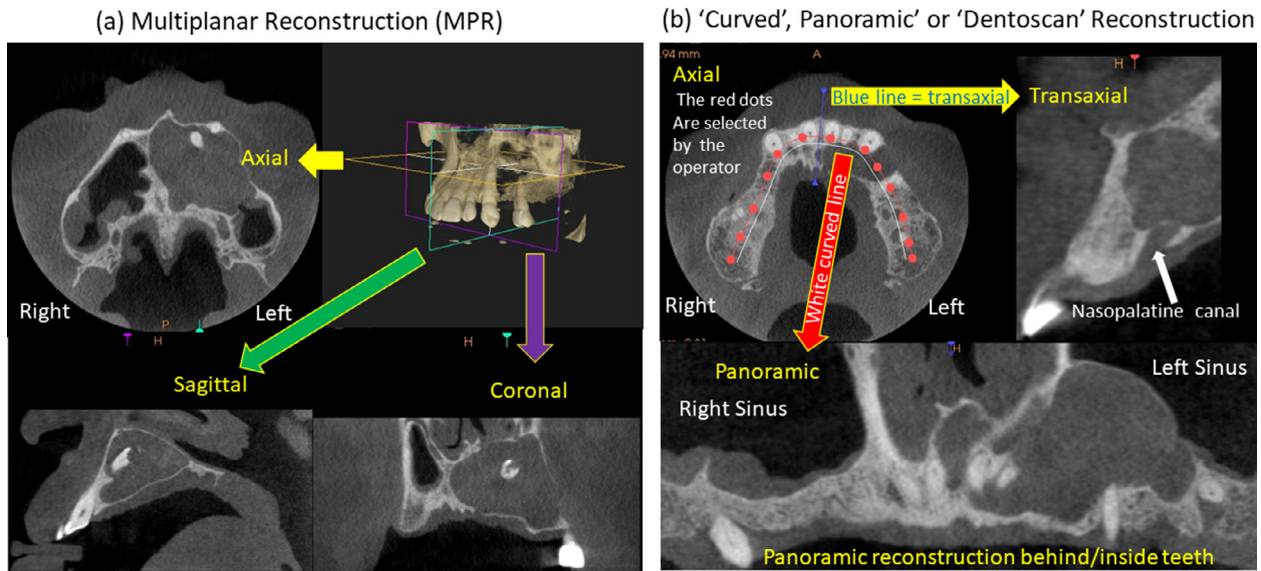 (a) Multiplanar Reconstruction (MPR)
Axial
Right
Left
P
H
H
Sagittal
Coronal
(b) ‘Curved’, Panoramic’ or ‘Dentoscan’ Reconstruction
.94 mm
A
H
Axial
The red dots
Are selected
by the
operator
Blue line = transaxial
Transaxial
White curved line
Right
Left
Nasopalatine canal
H
Panoramic
Right Sinus
Left Sinus
Panoramic reconstruction behind/inside teeth